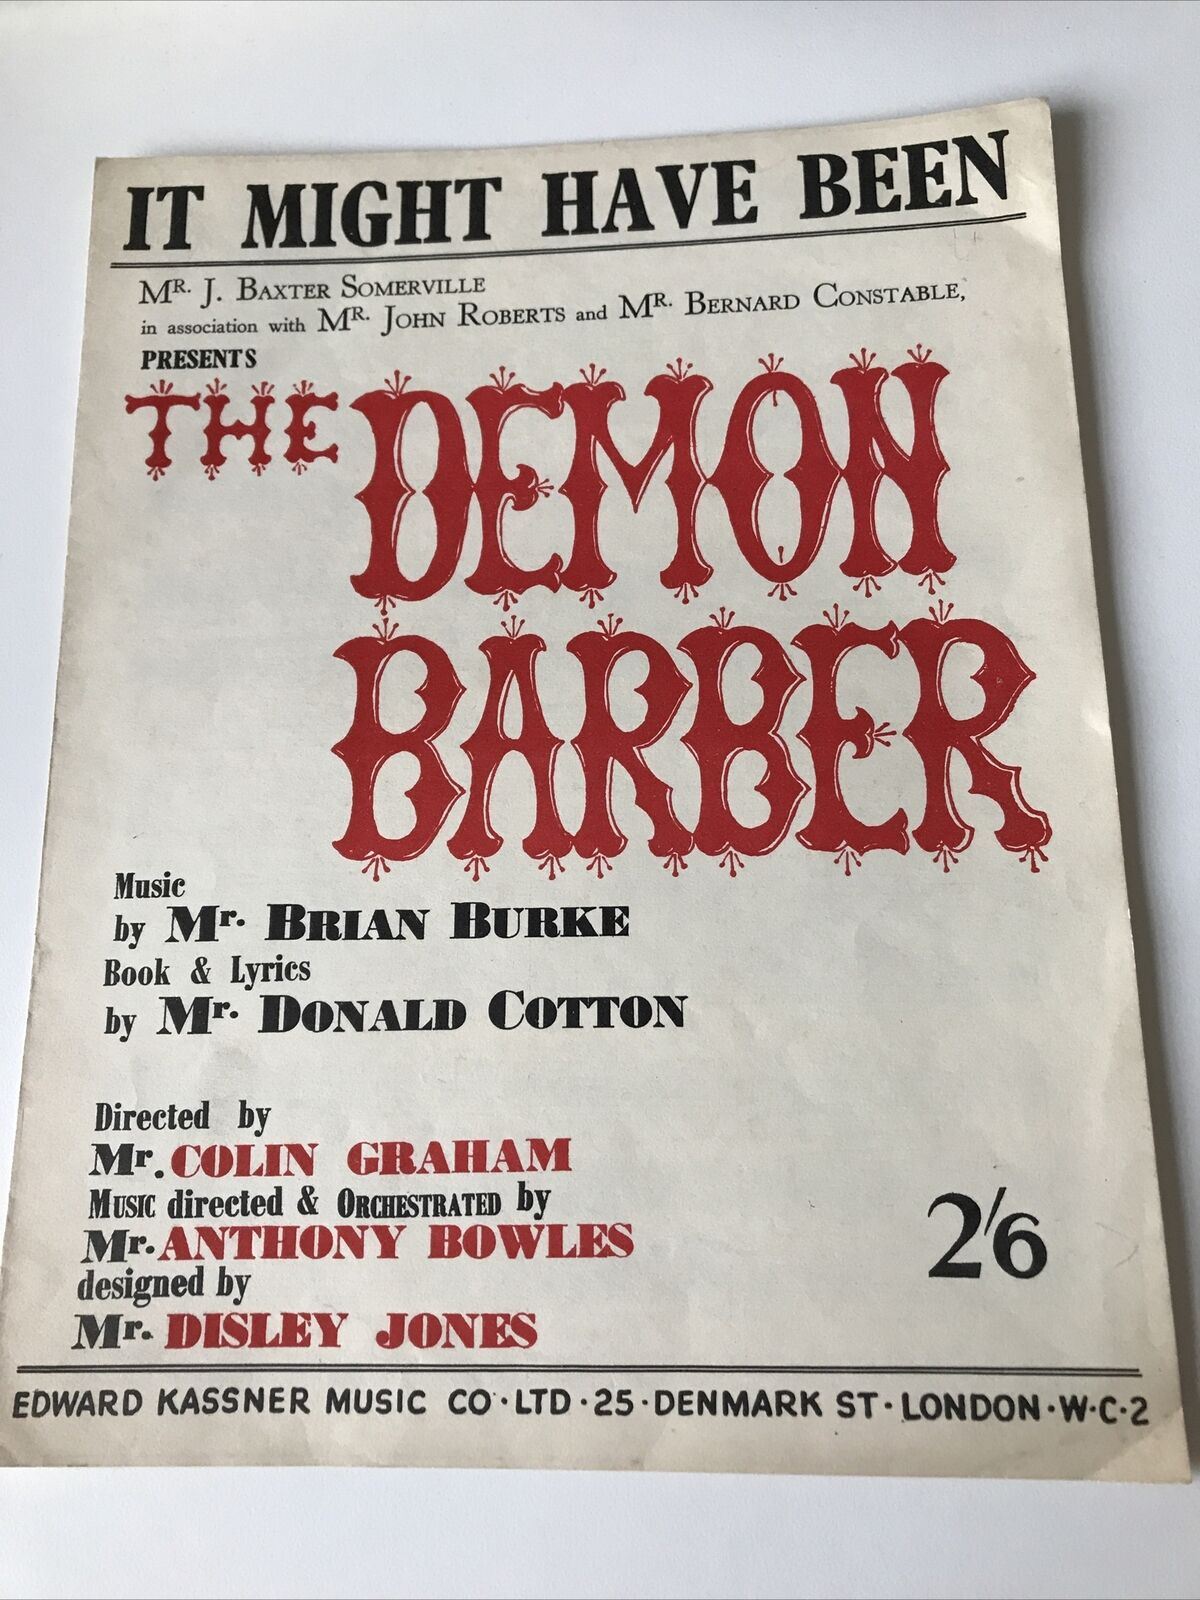 IT MIGHT HAVE BEEN
MR. J. BAXTER SOMERVILLE
in association with MR. JOHN ROBERTS and MR. BERNARD CONSTABLE,
PRESENTS
THE DEMON
BARBER
Music
by Mr. BRIAN BURKE
Book & Lyrics
by Mr. DONALD COTTON
Directed by
Mr. COLIN GRAHAM
MUSIC directed & ORCHESTRATED by
Mr. ANTHONY BOWLES
designed by
Mr. DISLEY JONES
2/6
EDWARD KASSNER MUSIC CO·LTD·25·DENMARK ST·LONDON·W·C·2